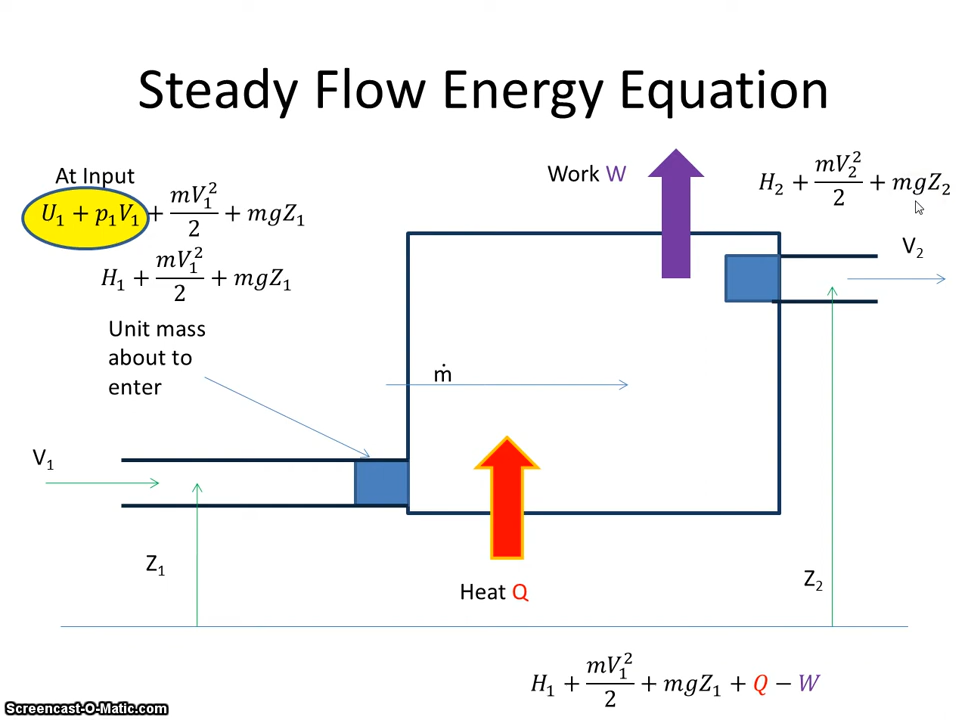 Steady Flow Energy Equation
At Input
U₁ + p₁V₁ + mV₁²/2 + mgZ₁
H₁ + mV₁²/2 + mgZ₁
Work W
H₂ + mV₂²/2 + mgZ₂
V₂
Unit mass
about to
enter
ṁ
V₁
Z₁
Heat Q
Z₂
H₁ + mV₁²/2 + mgZ₁ + Q − W
Screencast-O-Matic.com